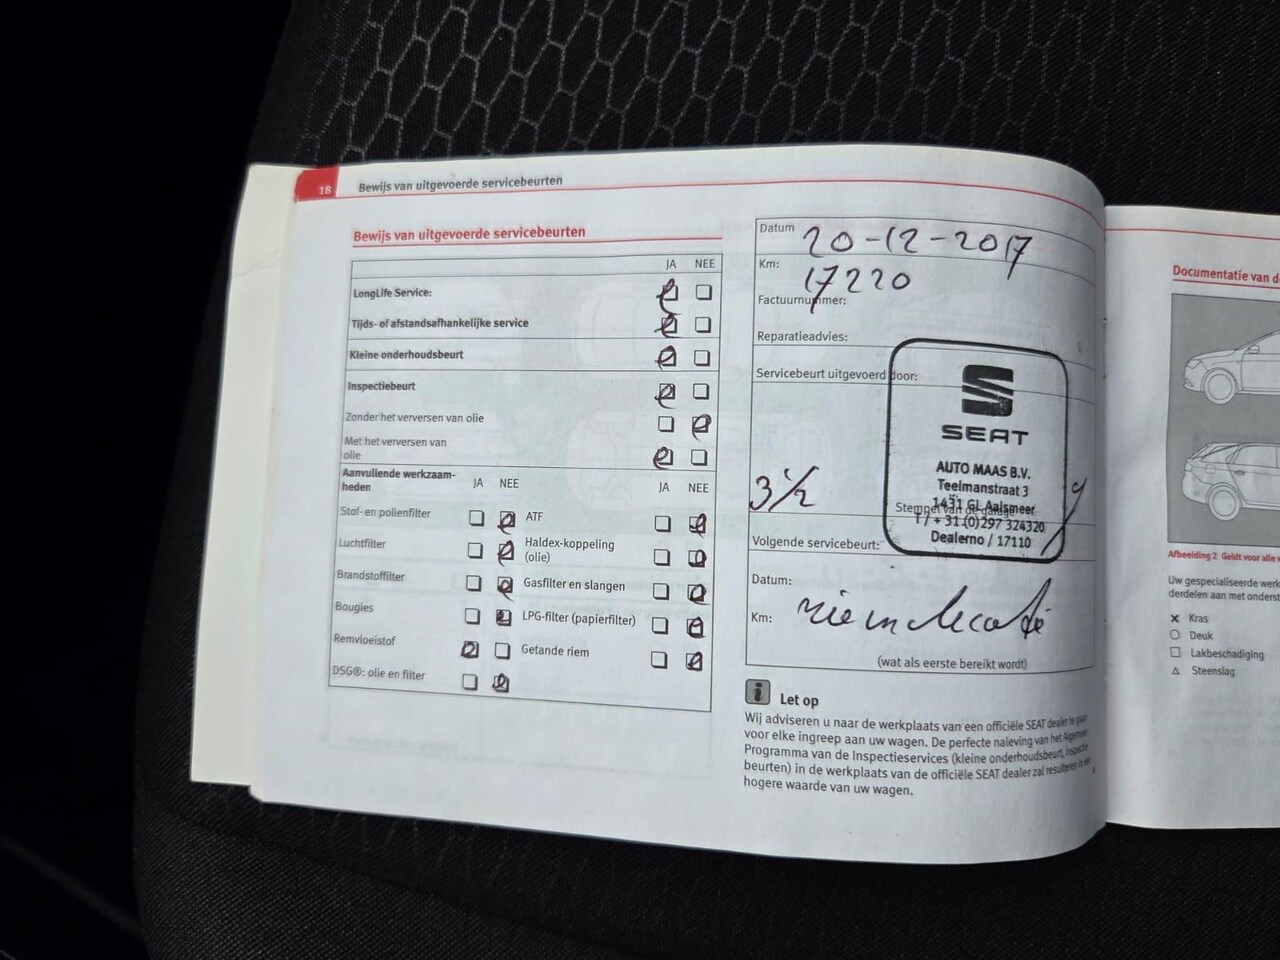 18 Bewijs van uitgevoerde servicebeurten
Bewijs van uitgevoerde servicebeurten
JA NEE
LongLife Service:
Tijds- of afstandsafhankelijke service
Kleine onderhoudsbeurt
Inspectiebeurt
Zonder het verversen van olie
Met het verversen van
olie
Aanvullende werkzaam-
heden
JA NEE
JA NEE
Stof- en pollenfilter
ATF
Luchtfilter
Haldex-koppeling
(olie)
Brandstoffilter
Gasfilter en slangen
Bougies
LPG-filter (papierfilter)
Remvloeistof
Getande riem
DSG®: olie en filter
Datum 20-12-2017
Km: 17220
Factuurnummer:
Reparatieadvies:
Servicebeurt uitgevoerd door:
SEAT
AUTO MAAS B.V.
Teelmanstraat 3
1431 GL Aalsmeer
T / + 31 (0)297 324320
Dealerno / 17110
3 1/2
Stempel van de garage
Volgende servicebeurt:
Datum:
Km:
(wat als eerste bereikt wordt)
i Let op
Wij adviseren u naar de werkplaats van een officiële SEAT dealer te gaan
voor elke ingreep aan uw wagen. De perfecte naleving van het Algemeen
Programma van de Inspectieservices (kleine onderhoudsbeurt, inspectie
beurten) in de werkplaats van de officiële SEAT dealer zal resulteren in een
hogere waarde van uw wagen.
Documentatie van d
Afbeelding 2 Geldt voor alle v
Uw gespecialiseerde werk
derdelen aan met onderst
x Kras
○ Deuk
□ Lakbeschadiging
△ Steenslag